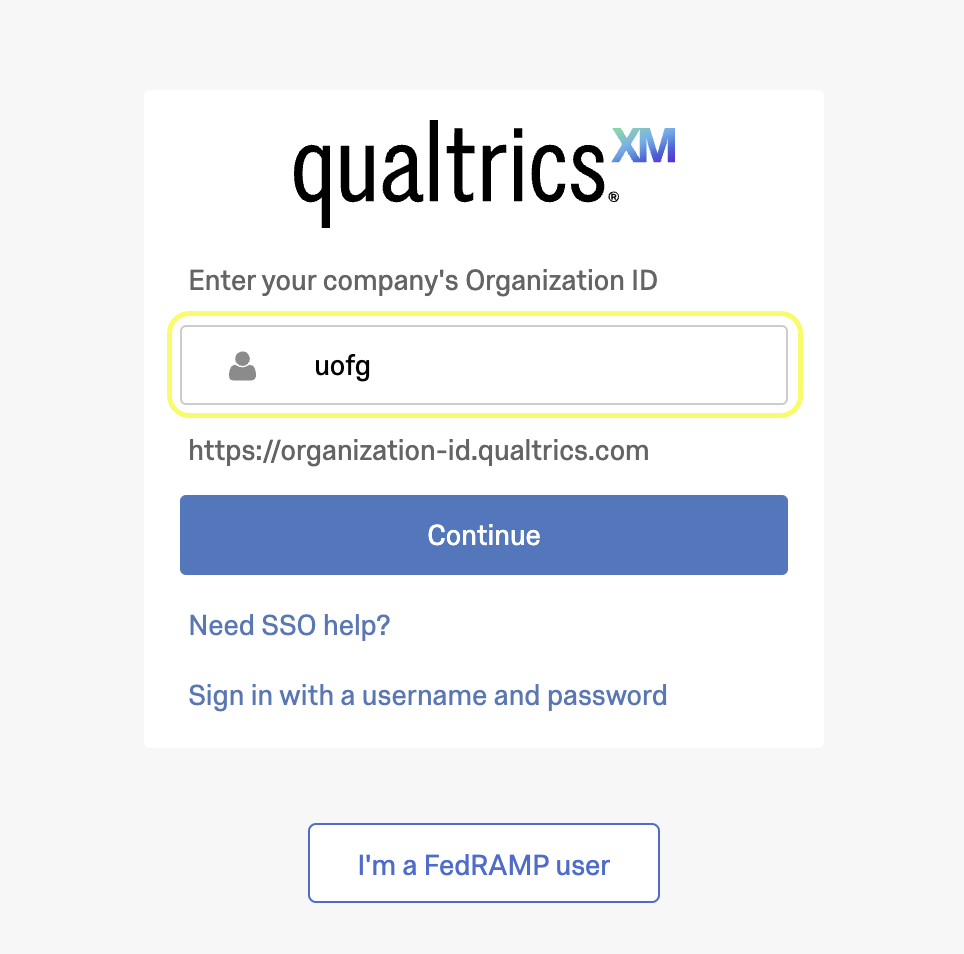 qualtrics XM ®
Enter your company's Organization ID
uofg
https://organization-id.qualtrics.com
Continue
Need SSO help?
Sign in with a username and password
I'm a FedRAMP user